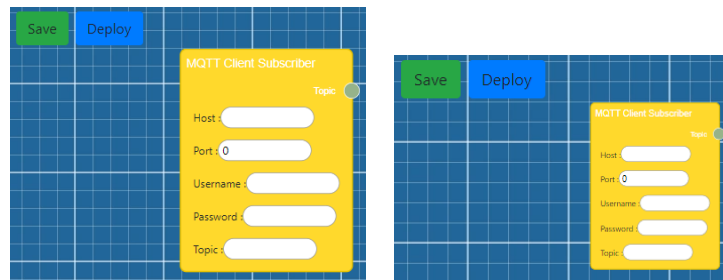 Save Deploy
MQTT Client Subscriber
Topic
Host :
Port : 0
Username :
Password :
Topic :
Save Deploy
MQTT Client Subscriber
Topic
Host :
Port : 0
Username :
Password :
Topic :